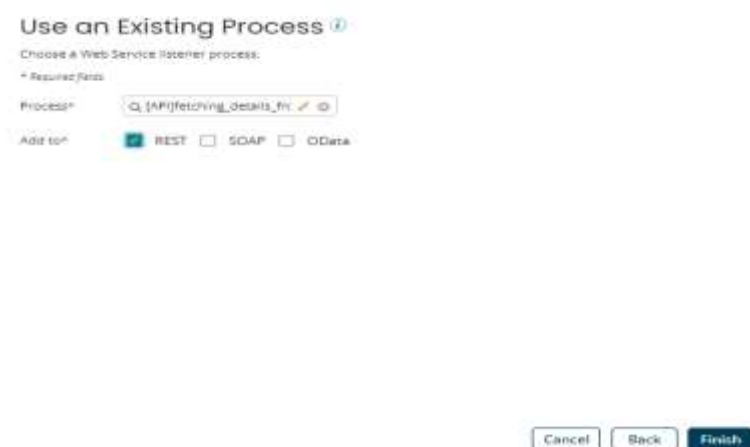 Use an Existing Process
Choose a Web Service listener process.
* Required fields
Process* [API]fetching_details_frc
Add to* REST SOAP OData
Cancel Back Finish